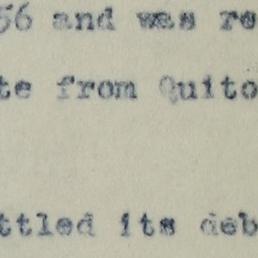 56 and was re
te from Quito
ttled its deb